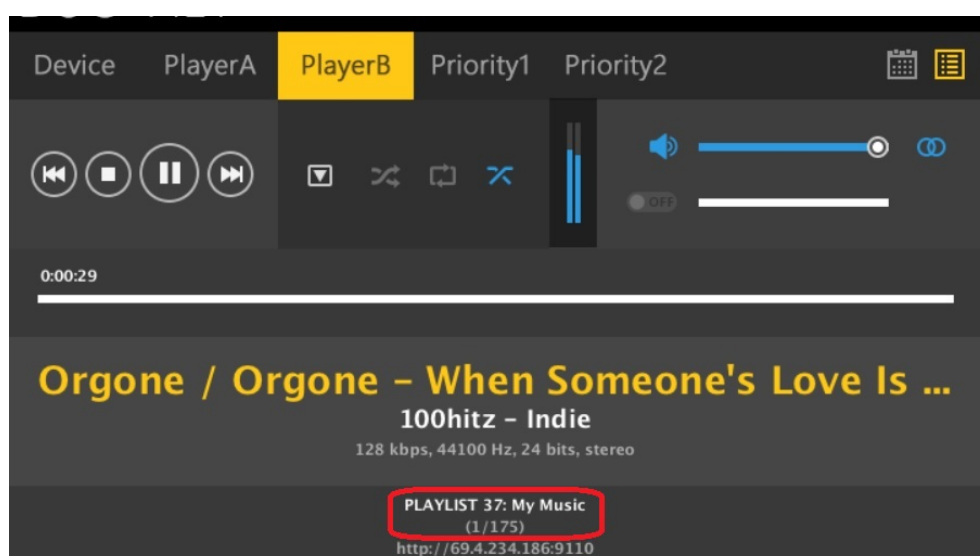 Device PlayerA PlayerB Priority1 Priority2
OFF
0:00:29
Orgone / Orgone – When Someone's Love Is ...
100hitz – Indie
128 kbps, 44100 Hz, 24 bits, stereo
PLAYLIST 37: My Music
(1/175)
http://69.4.234.186:9110